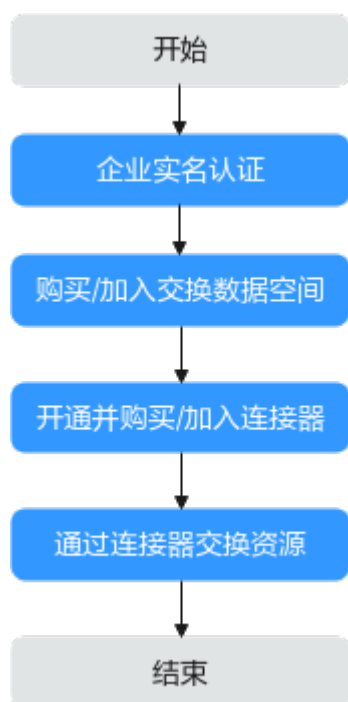 开始
企业实名认证
购买/加入交换数据空间
开通并购买/加入连接器
通过连接器交换资源
结束